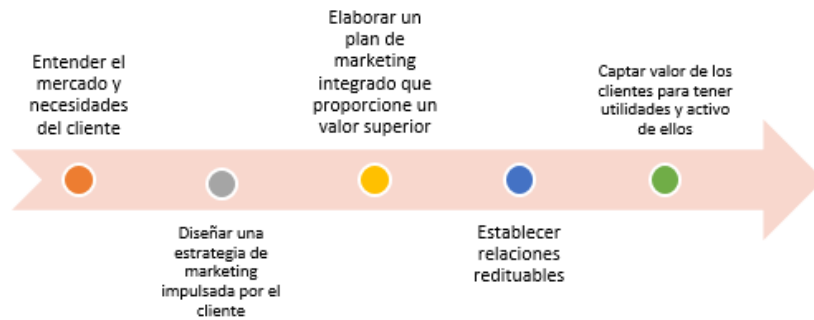 Entender el
mercado y
necesidades
del cliente
Diseñar una
estrategia de
marketing
impulsada por el
cliente
Elaborar un
plan de
marketing
integrado que
proporcione un
valor superior
Establecer
relaciones
redituables
Captar valor de los
clientes para tener
utilidades y activo
de ellos